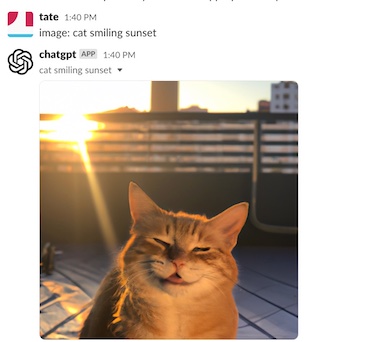 tate 1:40 PM
image: cat smiling sunset
chatgpt APP 1:40 PM
cat smiling sunset